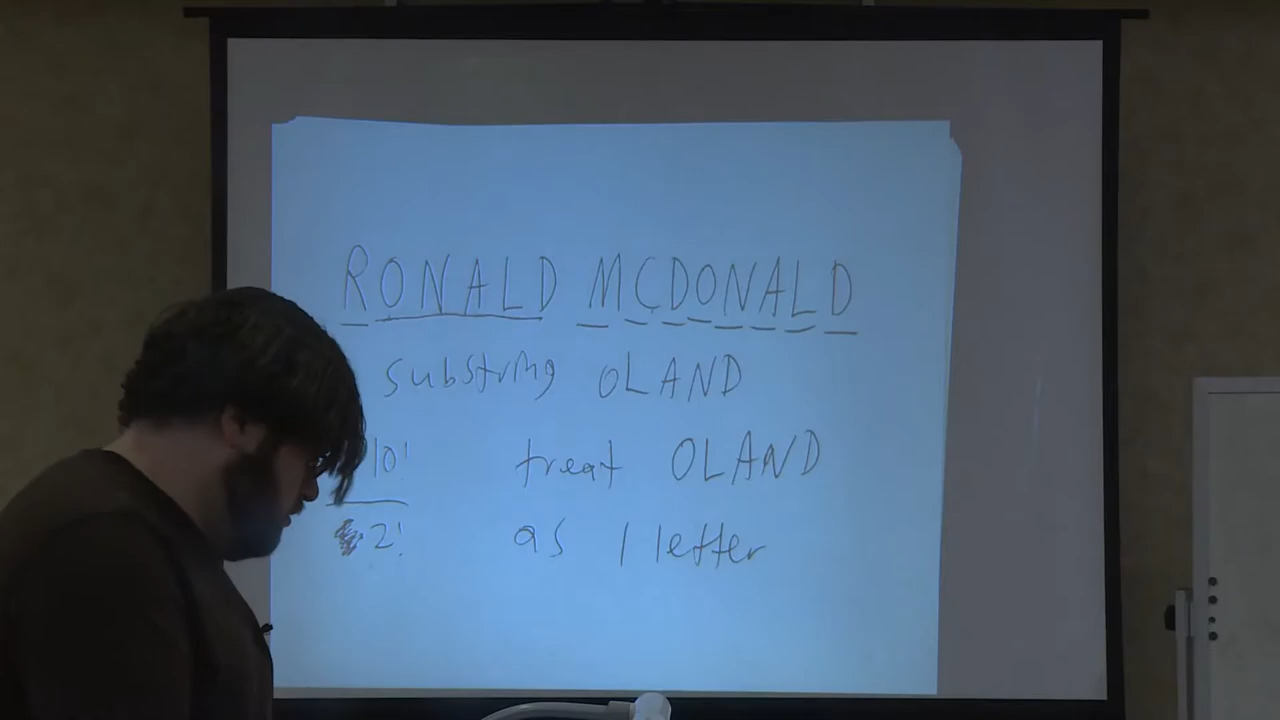 RONALD MCDONALD
substring OLAND
10! treat OLAND
2! as 1 letter